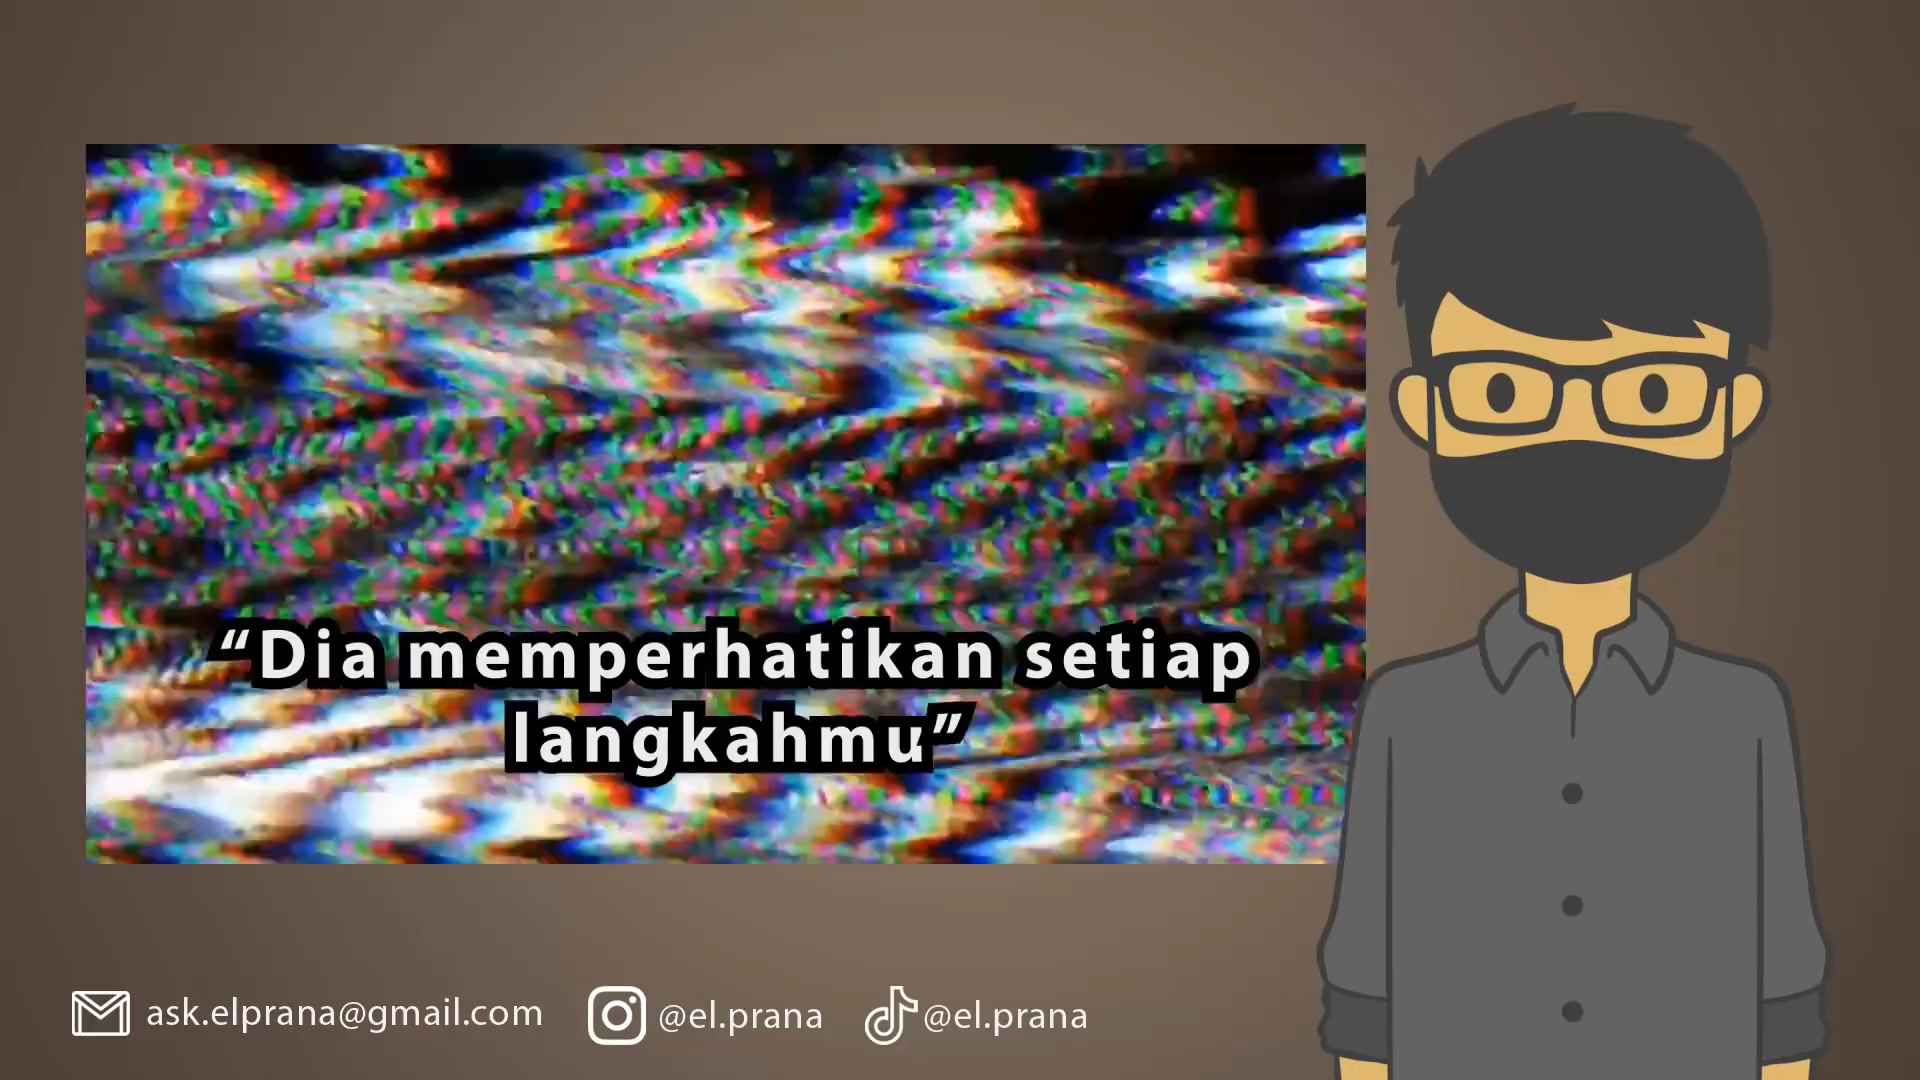 “Dia memperhatikan setiap
langkahmu”
ask.elprana@gmail.com
@el.prana
@el.prana